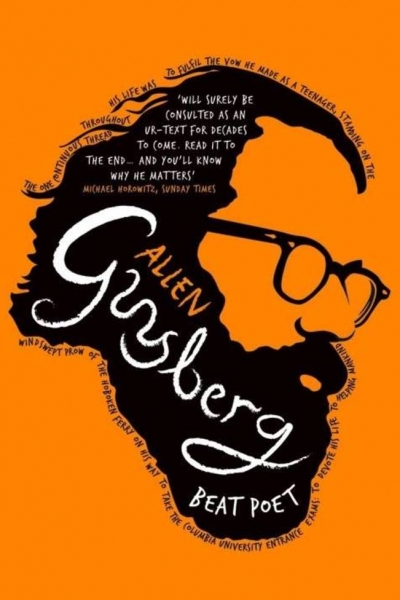 THE ONE CONTINUOUS THREAD
THROUGHOUT
HIS LIFE WAS
TO FULFIL THE VOW HE MADE AS A TEENAGER, STANDING ON THE
WINDSWEPT PROW OF THE HOBOKEN FERRY ON HIS WAY TO TAKE THE COLUMBIA UNIVERSITY ENTRANCE EXAMS: TO DEVOTE HIS LIFE TO HELPING MANKIND
'WILL SURELY BE
CONSULTED AS AN
UR-TEXT FOR DECADES
TO COME. READ IT TO
THE END... AND YOU'LL KNOW
WHY HE MATTERS'
MICHAEL HOROWITZ, SUNDAY TIMES
ALLEN
Ginsberg
BEAT POET